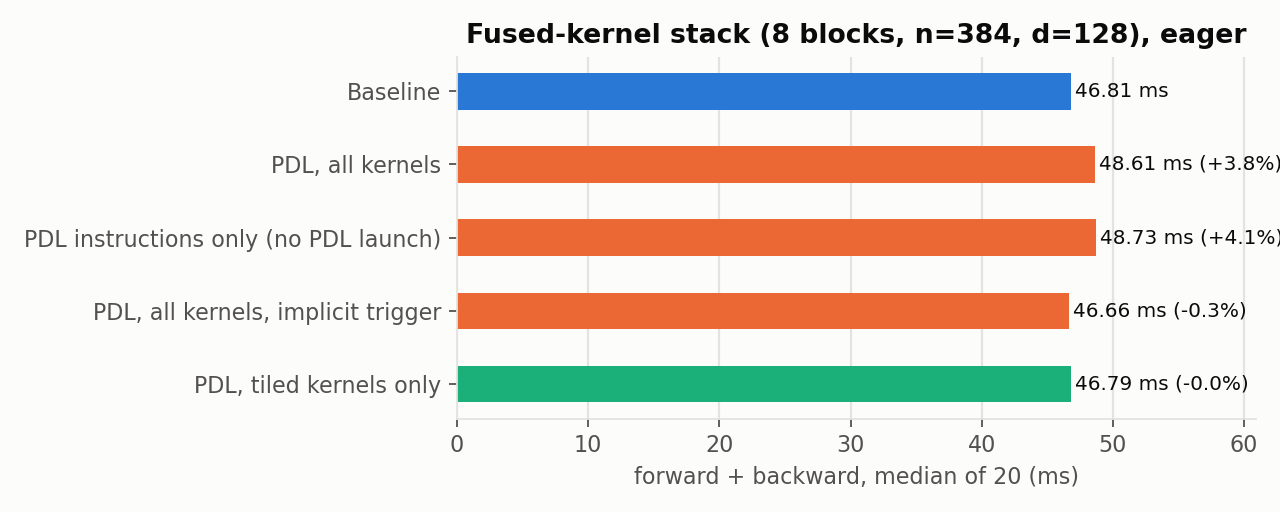 Fused-kernel stack (8 blocks, n=384, d=128), eager
Baseline
46.81 ms
PDL, all kernels
48.61 ms (+3.8%)
PDL instructions only (no PDL launch)
48.73 ms (+4.1%)
PDL, all kernels, implicit trigger
46.66 ms (-0.3%)
PDL, tiled kernels only
46.79 ms (-0.0%)
0 10 20 30 40 50 60
forward + backward, median of 20 (ms)